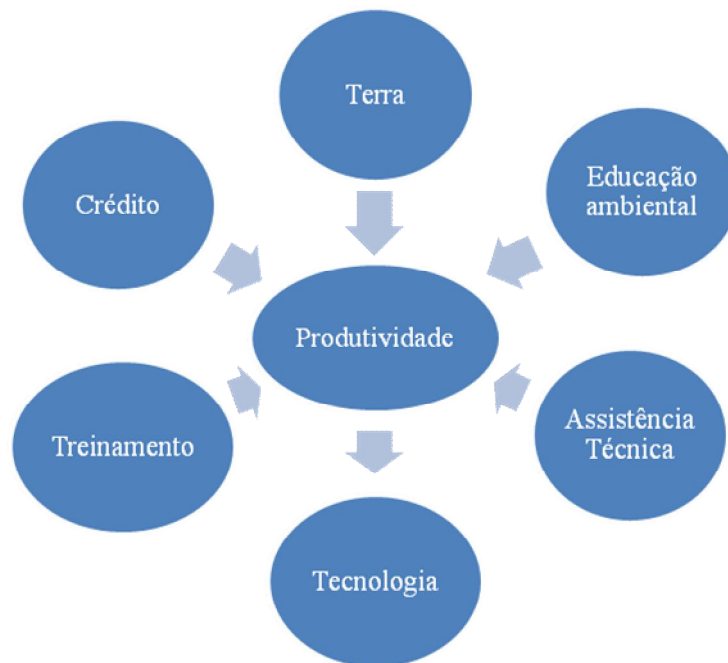 Terra
Crédito
Educação
ambiental
Produtividade
Treinamento
Assistência
Técnica
Tecnologia